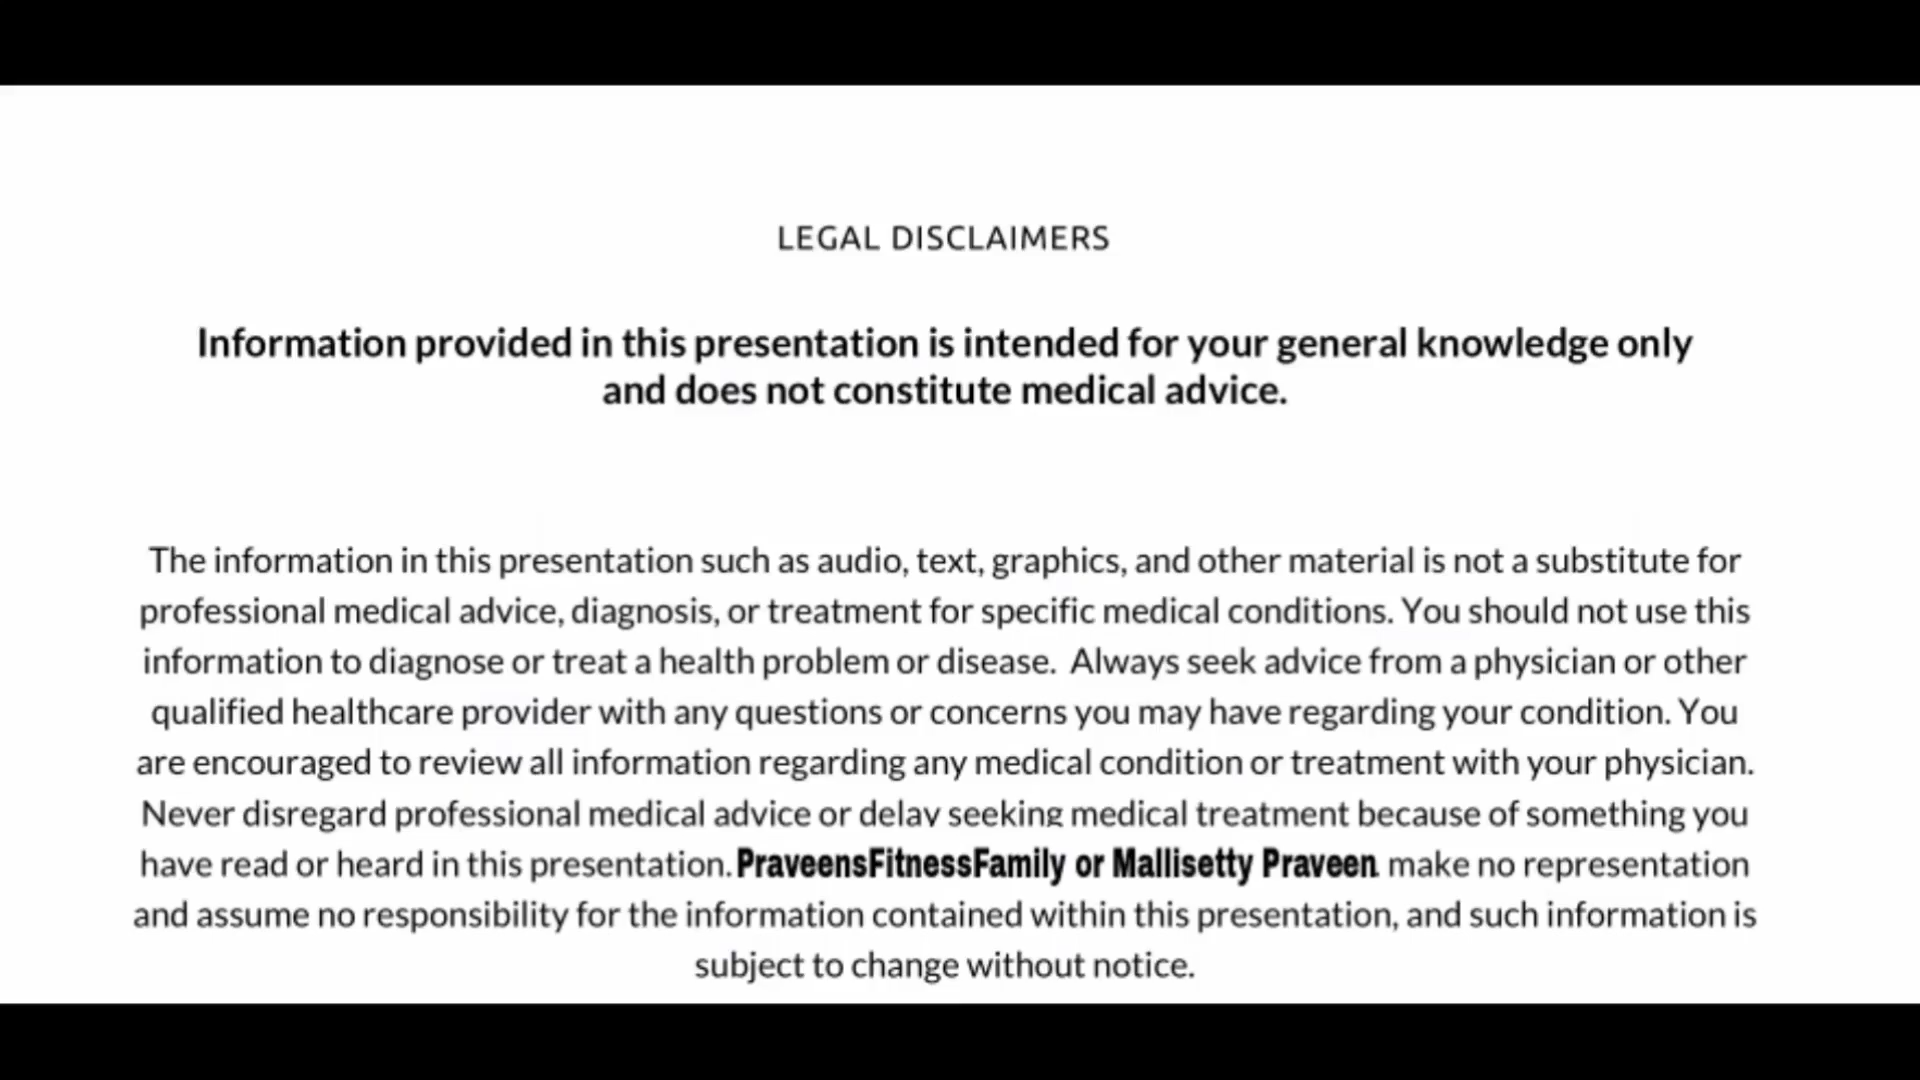 LEGAL DISCLAIMERS
Information provided in this presentation is intended for your general knowledge only
and does not constitute medical advice.
The information in this presentation such as audio, text, graphics, and other material is not a substitute for
professional medical advice, diagnosis, or treatment for specific medical conditions. You should not use this
information to diagnose or treat a health problem or disease. Always seek advice from a physician or other
qualified healthcare provider with any questions or concerns you may have regarding your condition. You
are encouraged to review all information regarding any medical condition or treatment with your physician.
Never disregard professional medical advice or delay seeking medical treatment because of something you
have read or heard in this presentation. PraveensFitnessFamily or Mallisetty Praveen make no representation
and assume no responsibility for the information contained within this presentation, and such information is
subject to change without notice.